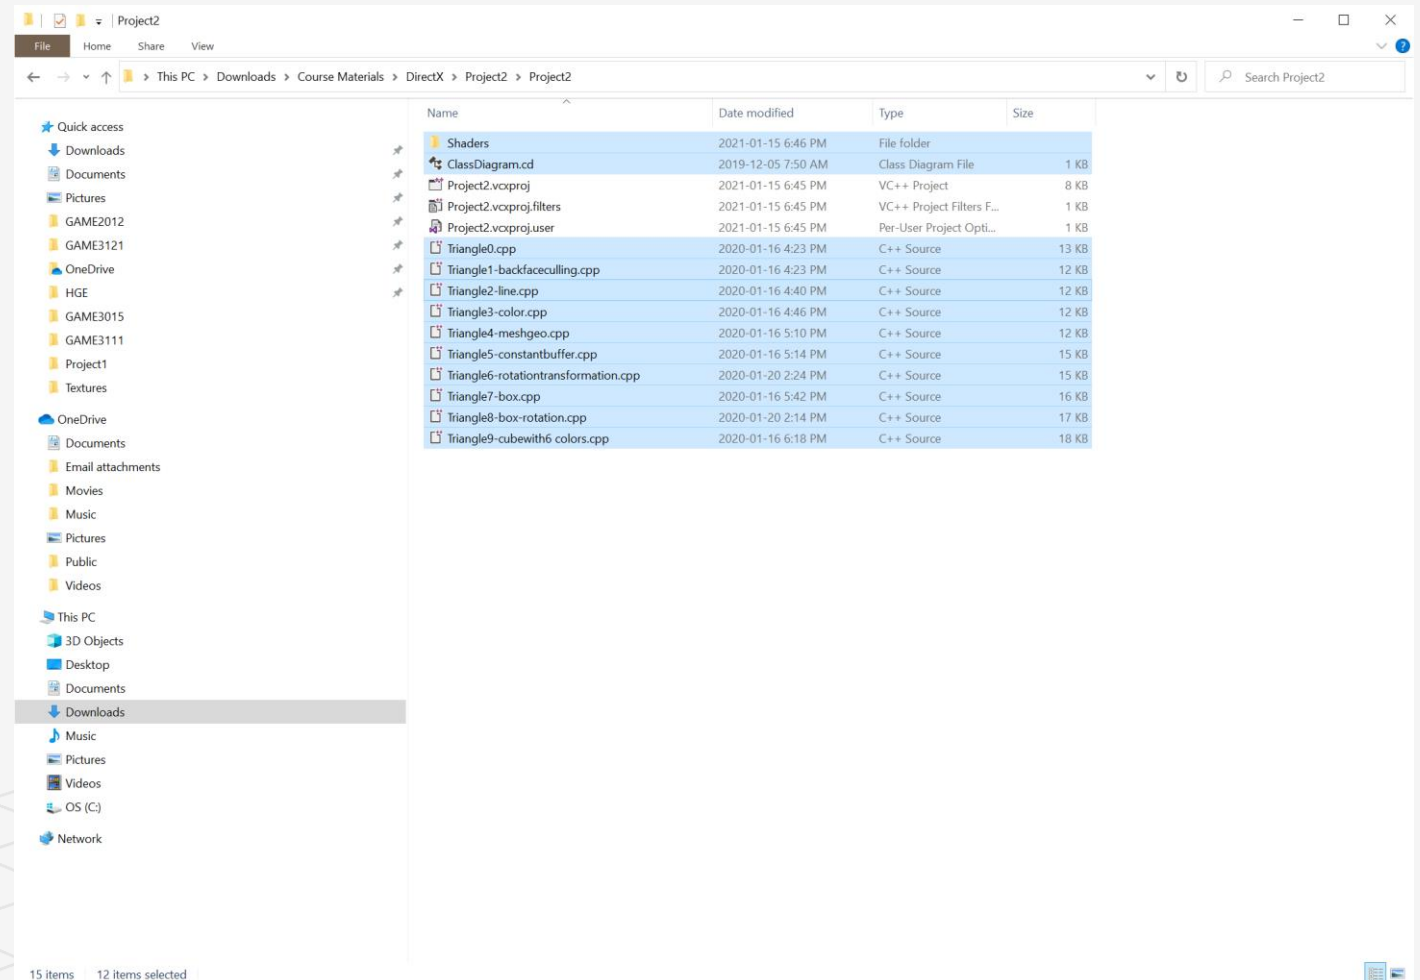 Project2
File Home Share View
This PC > Downloads > Course Materials > DirectX > Project2 > Project2
Search Project2
Quick access
Downloads
Documents
Pictures
GAME2012
GAME3121
OneDrive
HGE
GAME3015
GAME3111
Project1
Textures
OneDrive
Documents
Email attachments
Movies
Music
Pictures
Public
Videos
This PC
3D Objects
Desktop
Documents
Downloads
Music
Pictures
Videos
OS (C:)
Network
Name Date modified Type Size
Shaders 2021-01-15 6:46 PM File folder
ClassDiagram.cd 2019-12-05 7:50 AM Class Diagram File 1 KB
Project2.vcxproj 2021-01-15 6:45 PM VC++ Project 8 KB
Project2.vcxproj.filters 2021-01-15 6:45 PM VC++ Project Filters F... 1 KB
Project2.vcxproj.user 2021-01-15 6:45 PM Per-User Project Opti... 1 KB
Triangle0.cpp 2020-01-16 4:23 PM C++ Source 13 KB
Triangle1-backfaceculling.cpp 2020-01-16 4:23 PM C++ Source 12 KB
Triangle2-line.cpp 2020-01-16 4:40 PM C++ Source 12 KB
Triangle3-color.cpp 2020-01-16 4:46 PM C++ Source 12 KB
Triangle4-meshgeo.cpp 2020-01-16 5:10 PM C++ Source 12 KB
Triangle5-constantbuffer.cpp 2020-01-16 5:14 PM C++ Source 15 KB
Triangle6-rotationtransformation.cpp 2020-01-20 2:24 PM C++ Source 15 KB
Triangle7-box.cpp 2020-01-16 5:42 PM C++ Source 16 KB
Triangle8-box-rotation.cpp 2020-01-20 2:14 PM C++ Source 17 KB
Triangle9-cubewith6 colors.cpp 2020-01-16 6:18 PM C++ Source 18 KB
15 items 12 items selected